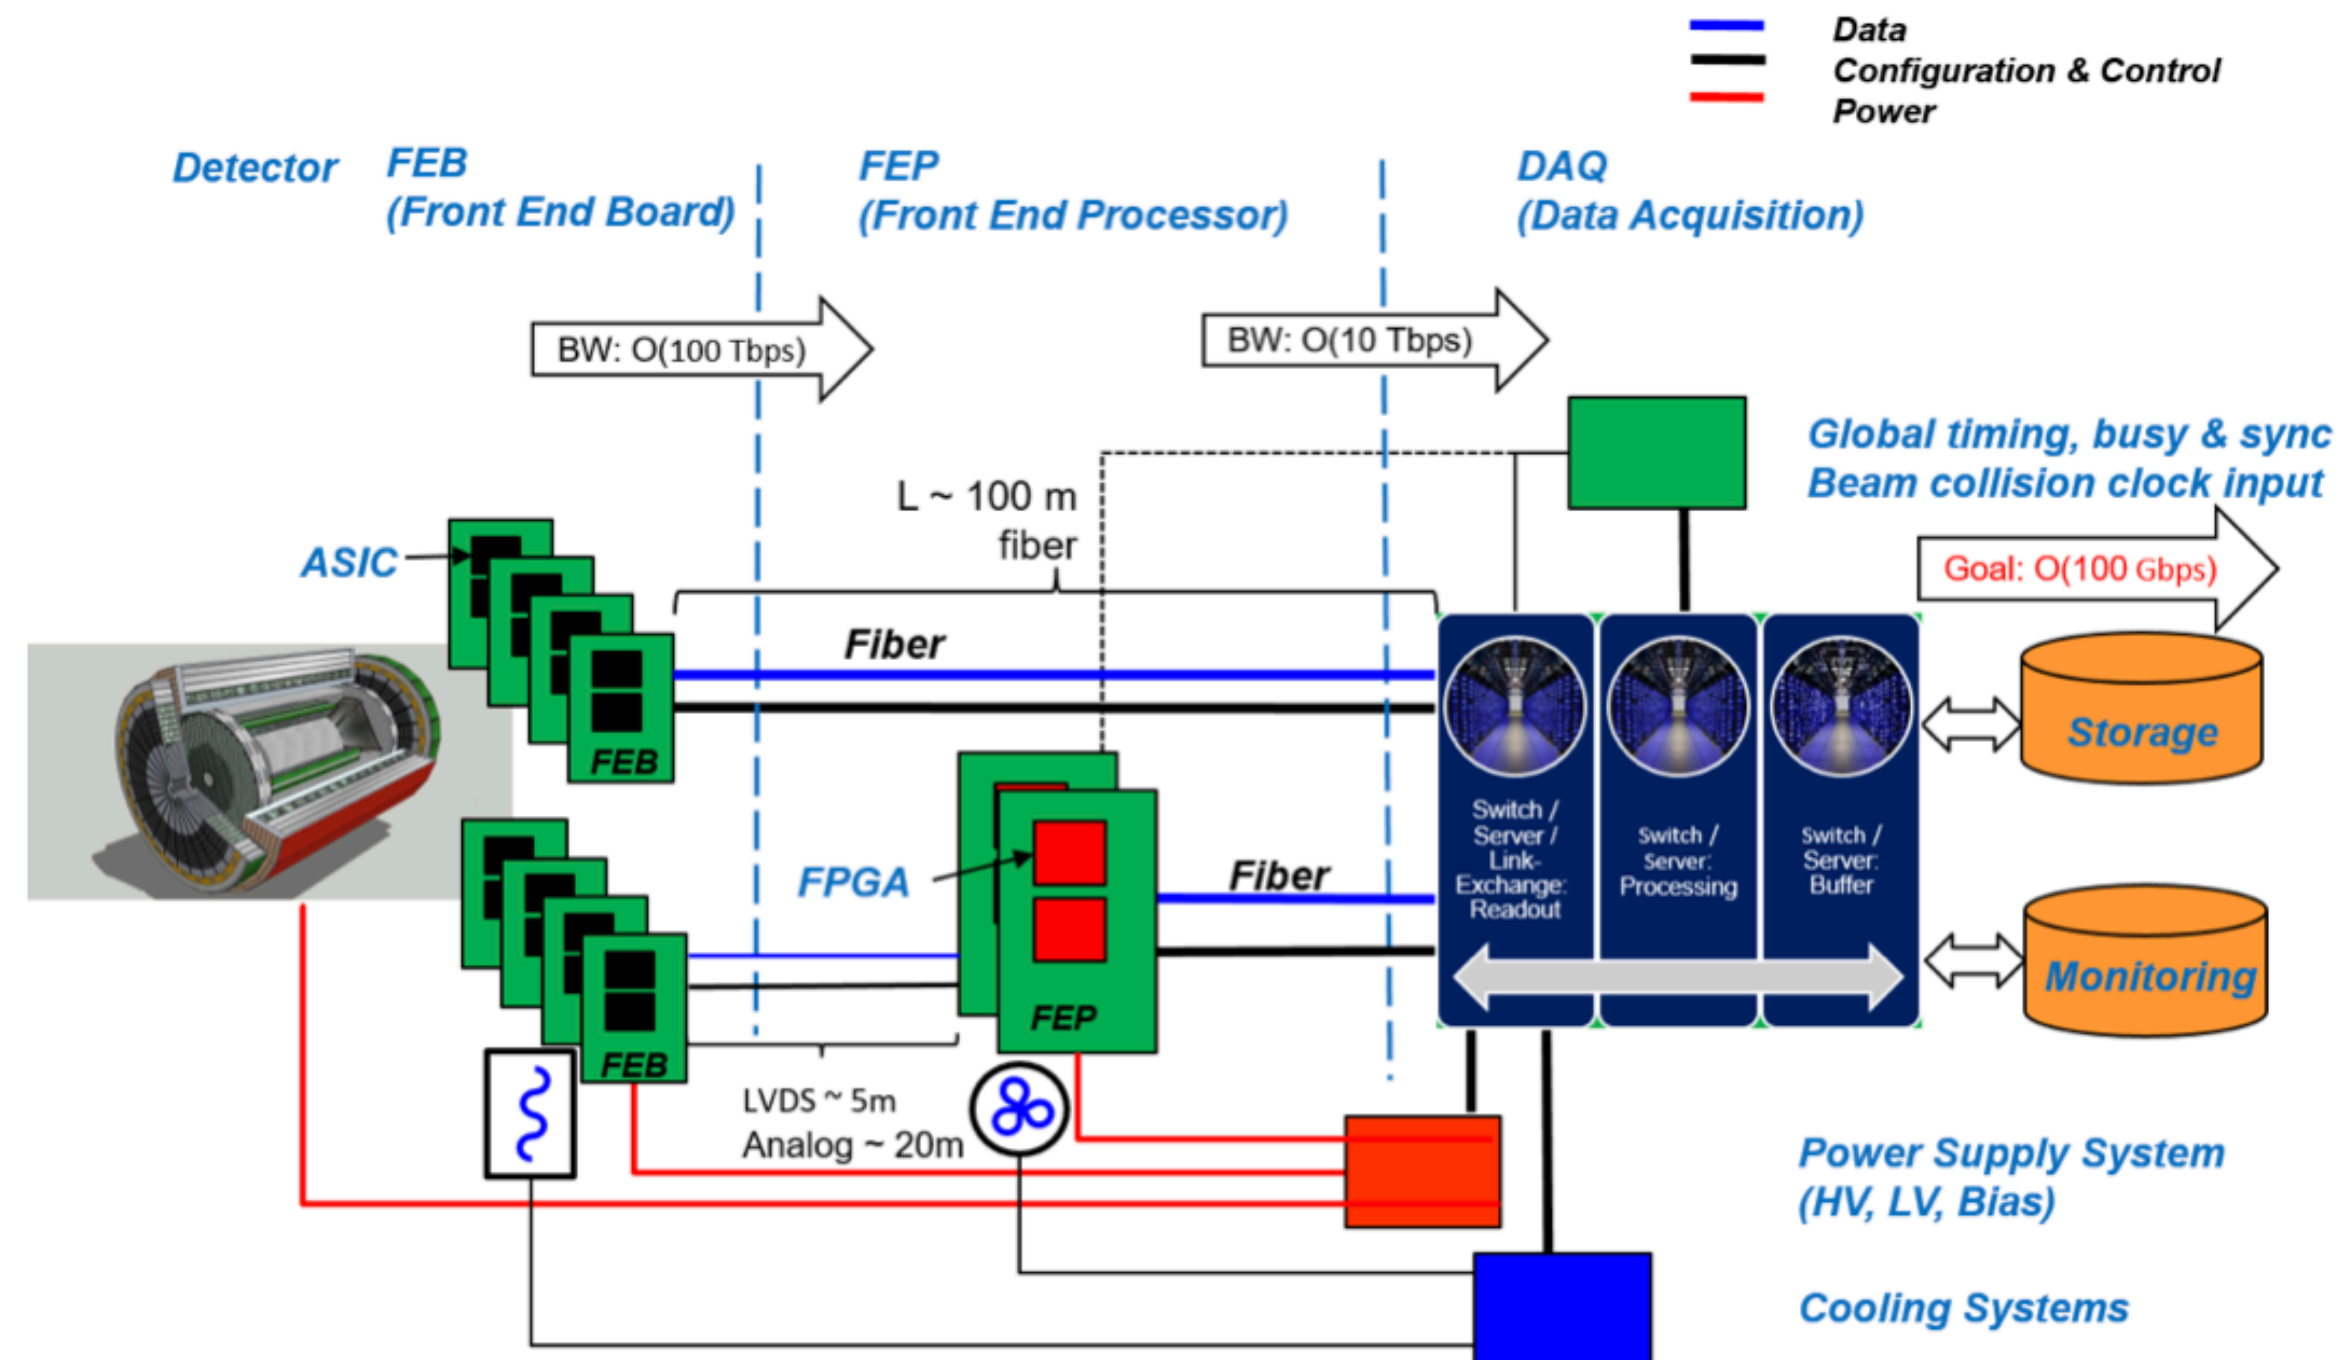 Data
Configuration & Control
Power
Detector
FEB
(Front End Board)
FEP
(Front End Processor)
DAQ
(Data Acquisition)
BW: O(100 Tbps)
BW: O(10 Tbps)
Global timing, busy & sync
Beam collision clock input
L ~ 100 m
fiber
ASIC
Goal: O(100 Gbps)
Fiber
FEB
Storage
Switch /
Server /
Link-
Exchange:
Readout
Switch /
Server:
Processing
Switch /
Server:
Buffer
FPGA
Fiber
FEP
Monitoring
FEB
LVDS ~ 5m
Analog ~ 20m
Power Supply System
(HV, LV, Bias)
Cooling Systems